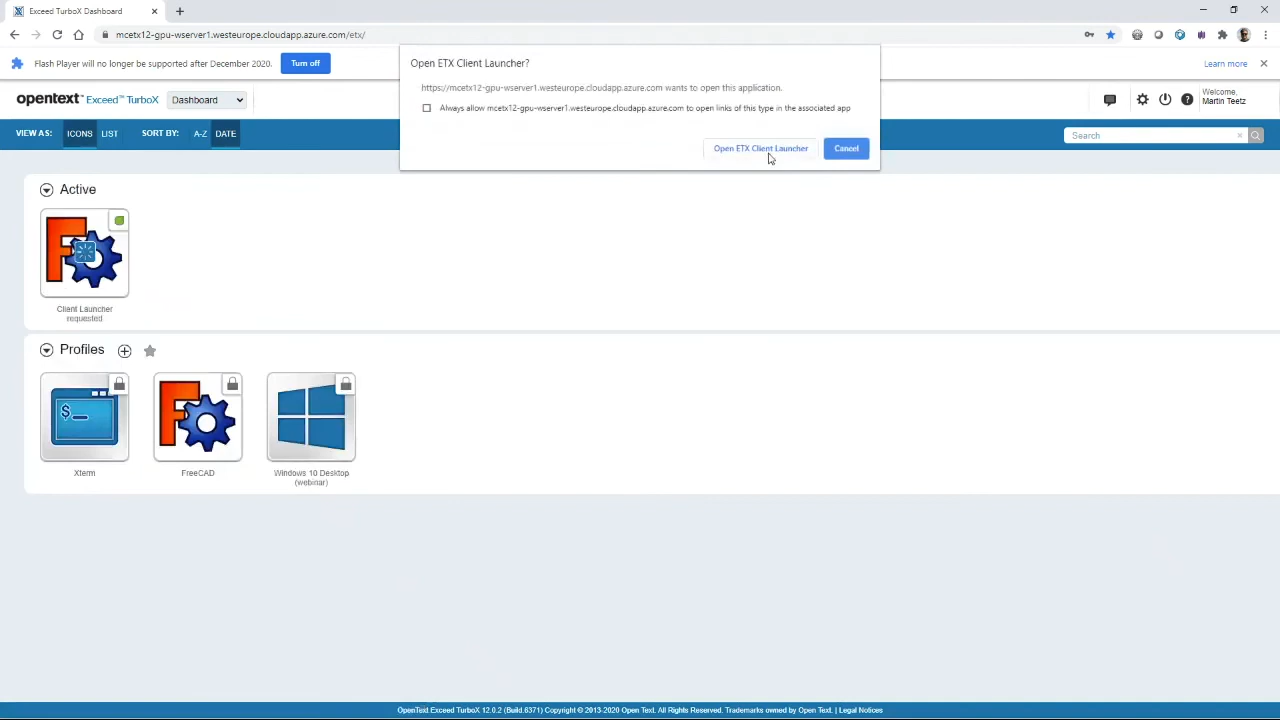 Exceed TurboX Dashboard
mcetx12-gpu-wserver1.westeurope.cloudapp.azure.com/etx/
Flash Player will no longer be supported after December 2020.
Turn off
Learn more
Open ETX Client Launcher?
https://mcetx12-gpu-wserver1.westeurope.cloudapp.azure.com wants to open this application.
Always allow mcetx12-gpu-wserver1.westeurope.cloudapp.azure.com to open links of this type in the associated app
Open ETX Client Launcher
Cancel
opentext™ Exceed™ TurboX
Dashboard
Welcome,
Martin Teetz
VIEW AS: ICONS LIST SORT BY: A-Z DATE
Search
Active
Client Launcher
requested
Profiles
Xterm
FreeCAD
Windows 10 Desktop
(webinar)
OpenText Exceed TurboX 12.0.2 (Build.6371) Copyright © 2013-2020 Open Text. All Rights Reserved. Trademarks owned by Open Text. | Legal Notices